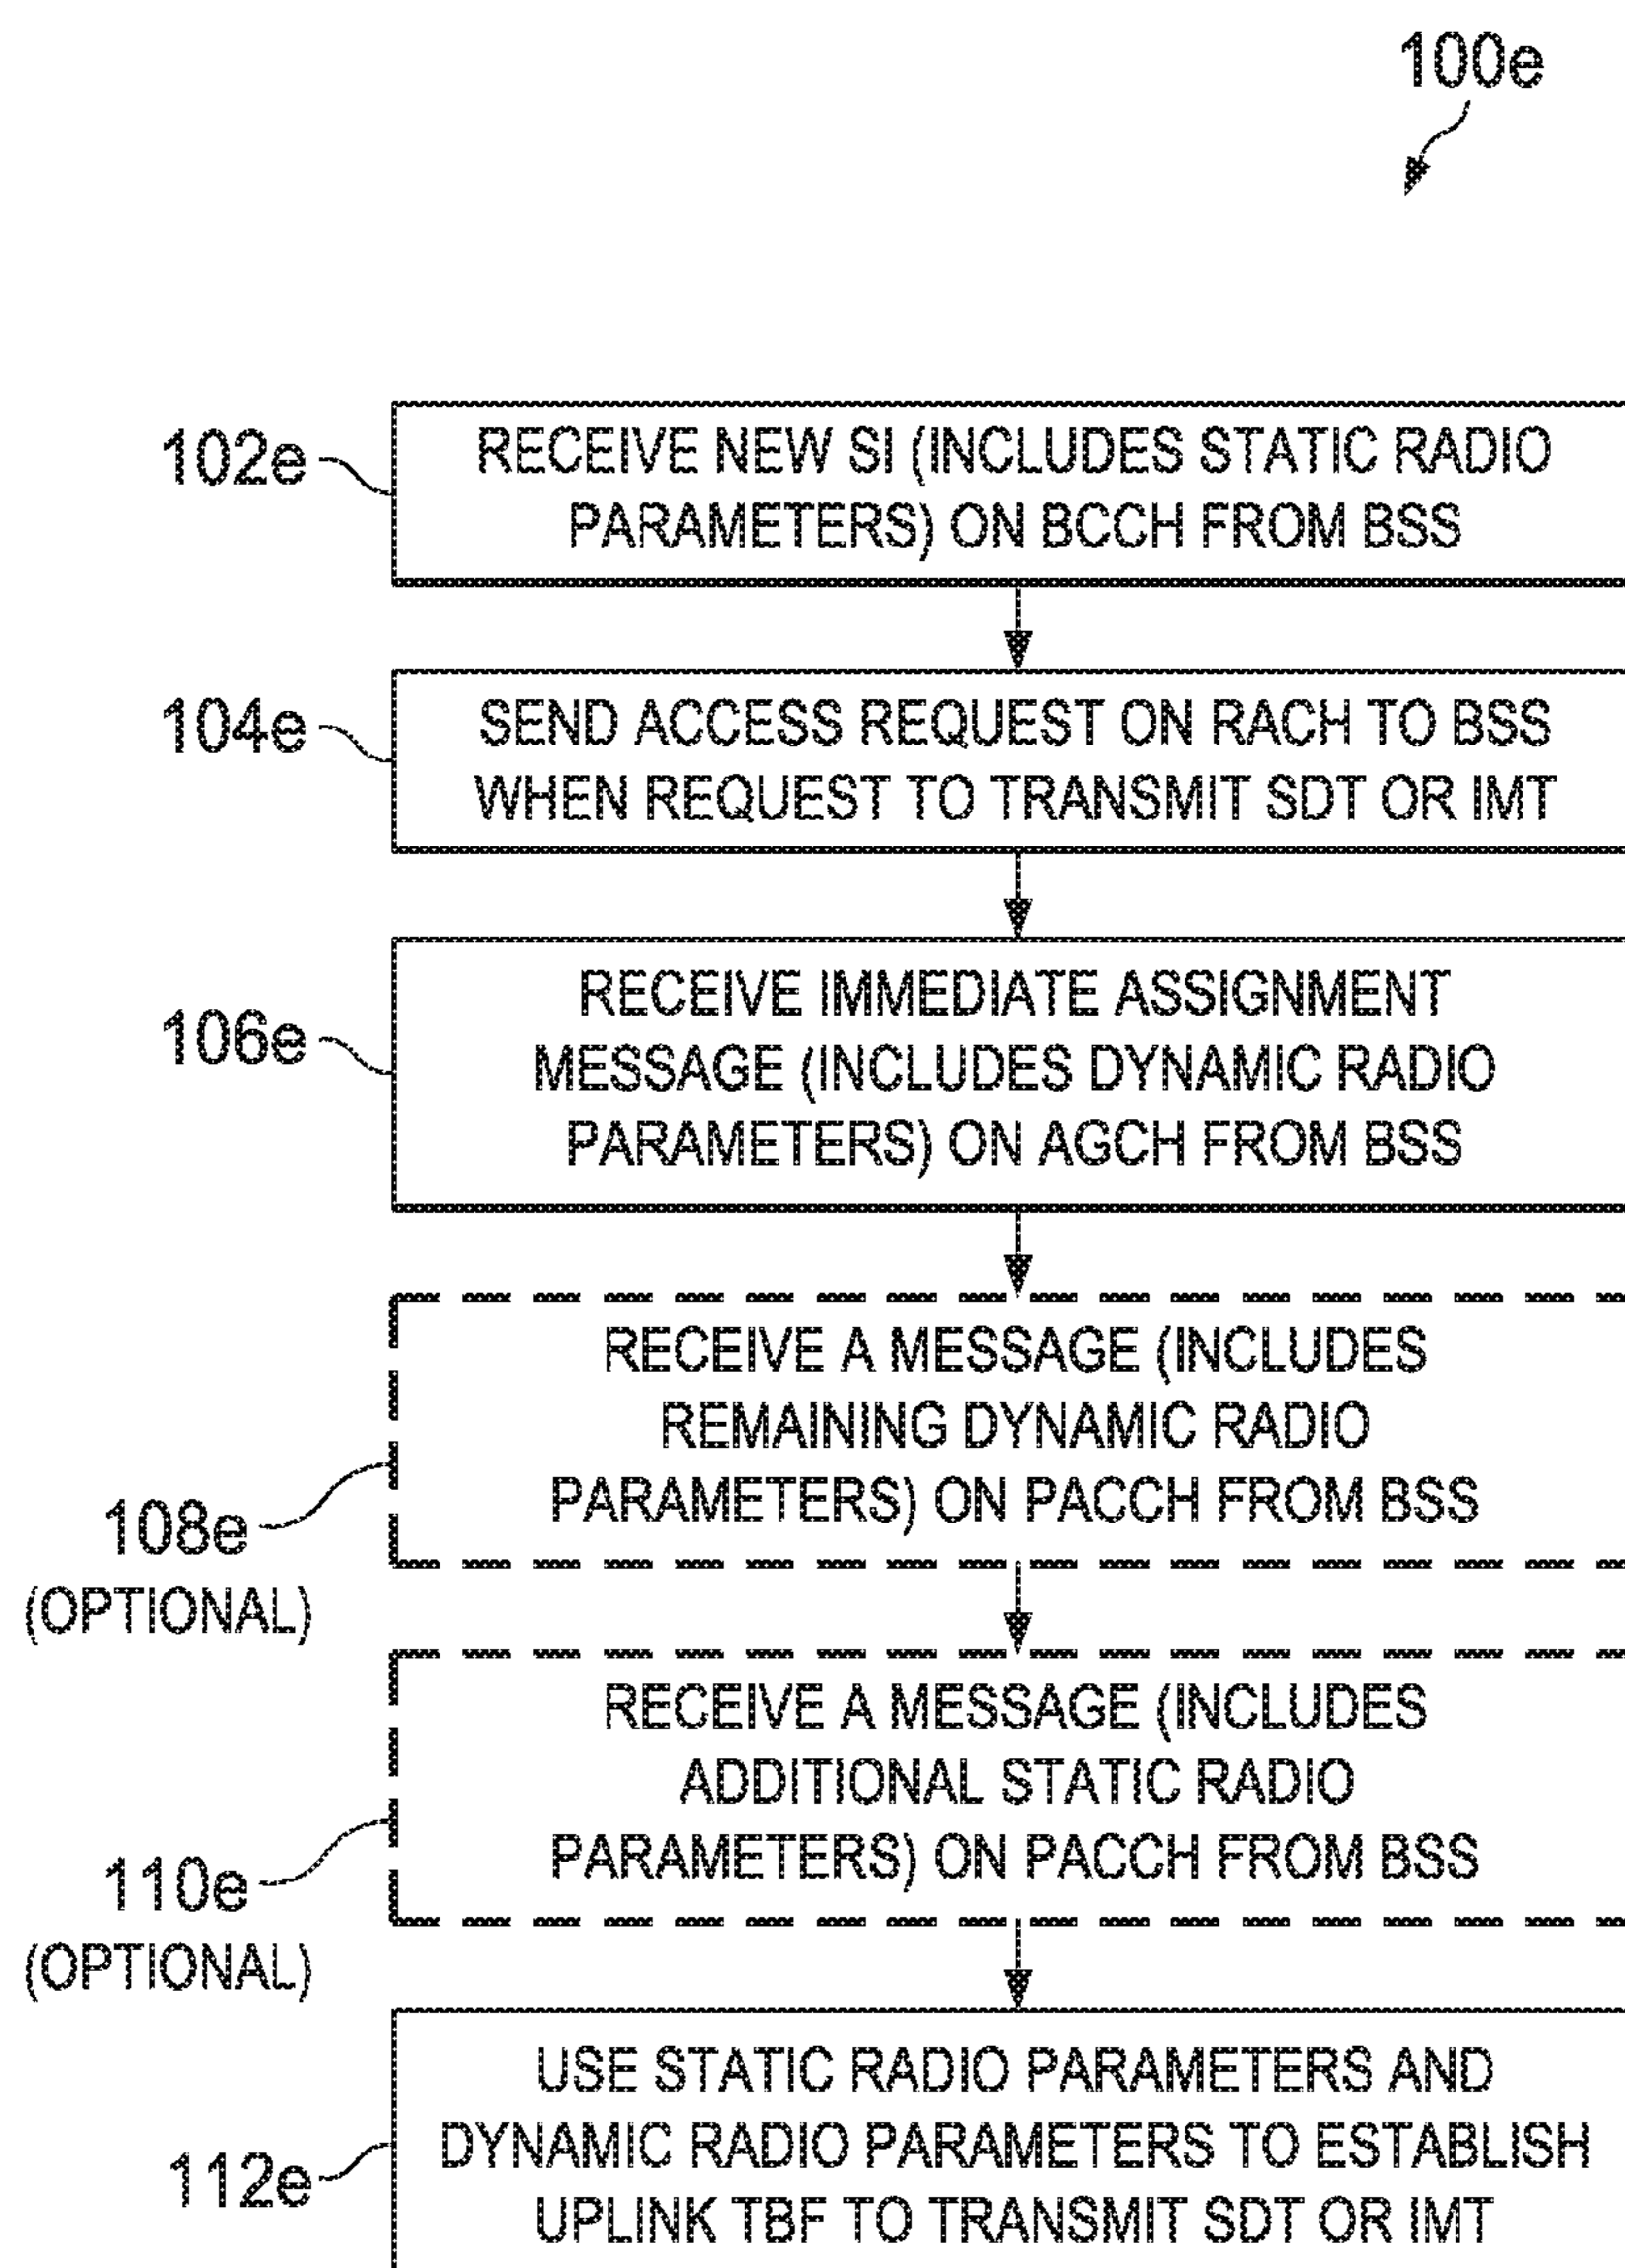 100e
102e
RECEIVE NEW SI (INCLUDES STATIC RADIO
PARAMETERS) ON BCCH FROM BSS
104e
SEND ACCESS REQUEST ON RACH TO BSS
WHEN REQUEST TO TRANSMIT SDT OR IMT
106e
RECEIVE IMMEDIATE ASSIGNMENT
MESSAGE (INCLUDES DYNAMIC RADIO
PARAMETERS) ON AGCH FROM BSS
108e
(OPTIONAL)
RECEIVE A MESSAGE (INCLUDES
REMAINING DYNAMIC RADIO
PARAMETERS) ON PACCH FROM BSS
110e
(OPTIONAL)
RECEIVE A MESSAGE (INCLUDES
ADDITIONAL STATIC RADIO
PARAMETERS) ON PACCH FROM BSS
112e
USE STATIC RADIO PARAMETERS AND
DYNAMIC RADIO PARAMETERS TO ESTABLISH
UPLINK TBF TO TRANSMIT SDT OR IMT